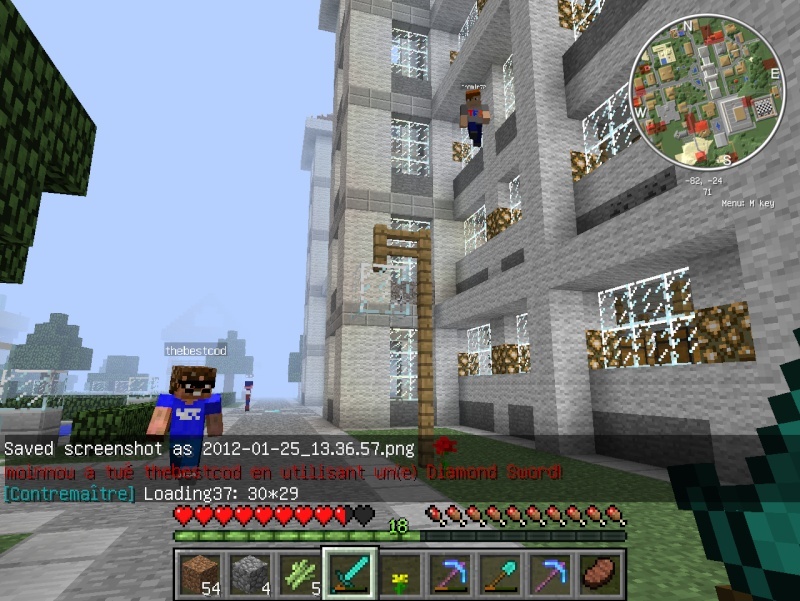 N
E
W
S
-82, -24
71
Menu: M key
thebestcod
Saved screenshot as 2012-01-25_13.36.57.png
moinnou a tué thebestcod en utilisant un(e) Diamond Sword!
[Contremaître] Loading37: 30*29
18
54
4
5